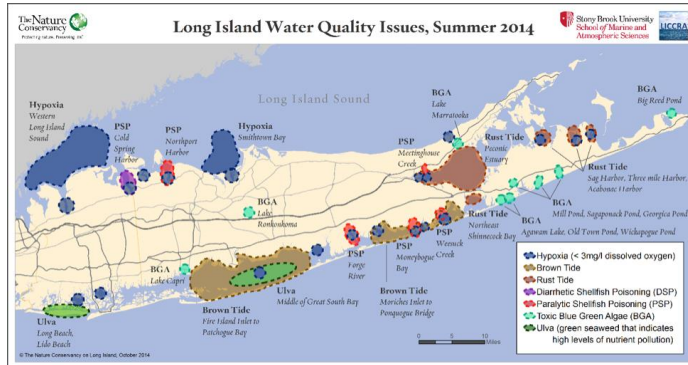 The Nature
Conservancy
Protecting nature. Preserving life.
Long Island Water Quality Issues, Summer 2014
Stony Brook University
School of Marine and
Atmospheric Sciences
LICCRA
Long Island Sound
BGA
Big Reed Pond
BGA
Lake
Marratooka
Hypoxia
Western
Long Island
Sound
PSP
Cold
Spring
Harbor
PSP
Northport
Harbor
Hypoxia
Smithtown Bay
PSP
Meetinghouse
Creek
Rust Tide
Peconic
Estuary
Rust Tide
Sag Harbor, Three mile Harbor,
Acabonac Harbor
BGA
Lake
Ronkonkoma
BGA
Mill Pond, Sagaponack Pond, Georgica Pond
Rust Tide
Northeast
Shinnecock Bay
BGA
Agawam Lake, Old Town Pond, Wickapogue Pond
PSP
Weesuck
Creek
PSP
Moneybogue
Bay
PSP
Forge
River
BGA
Lake Capri
Ulva
Middle of Great South Bay
Brown Tide
Moriches Inlet to
Ponquogue Bridge
Brown Tide
Fire Island Inlet to
Patchogue Bay
Ulva
Long Beach,
Lido Beach
Hypoxia (< 3mg/l dissolved oxygen)
Brown Tide
Rust Tide
Diarrhetic Shellfish Poisoning (DSP)
Paralytic Shellfish Poisoning (PSP)
Toxic Blue Green Algae (BGA)
Ulva (green seaweed that indicates
high levels of nutrient pollution)
0 5 10
Miles
© The Nature Conservancy on Long Island, October 2014